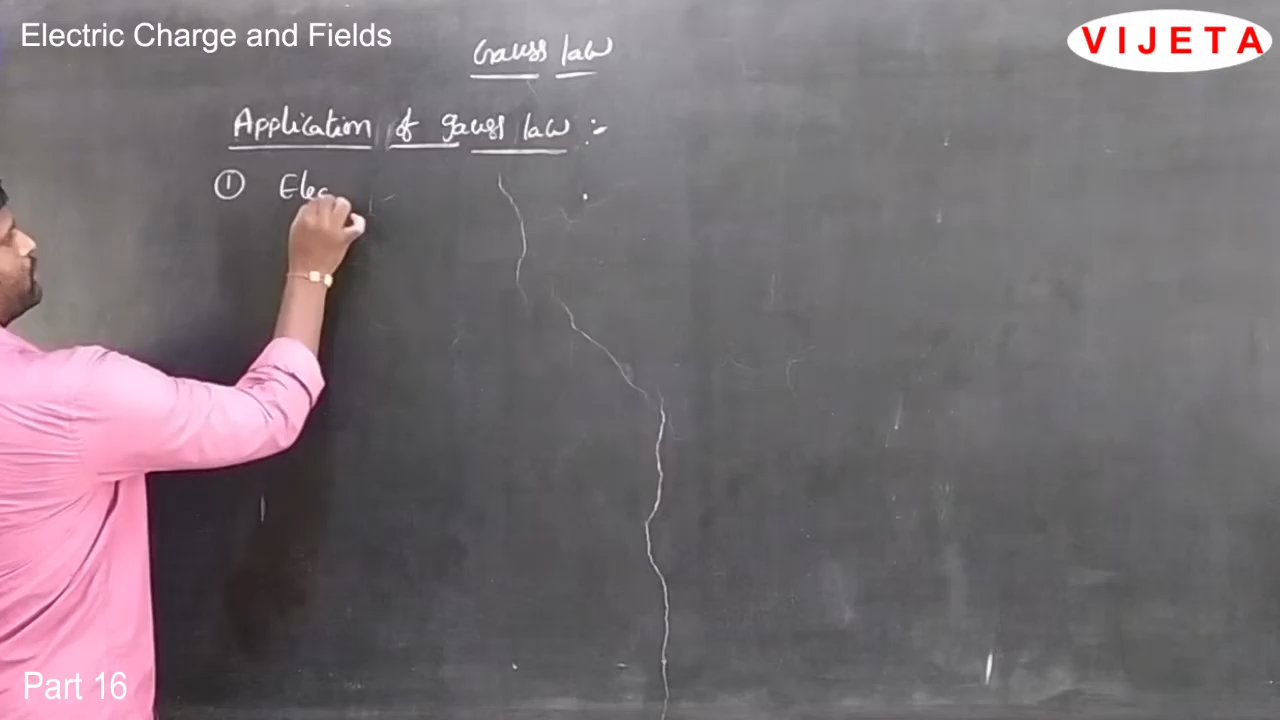 Electric Charge and Fields
VIJETA
Gauss law
Application of gauss law :-
① Elec
Part 16